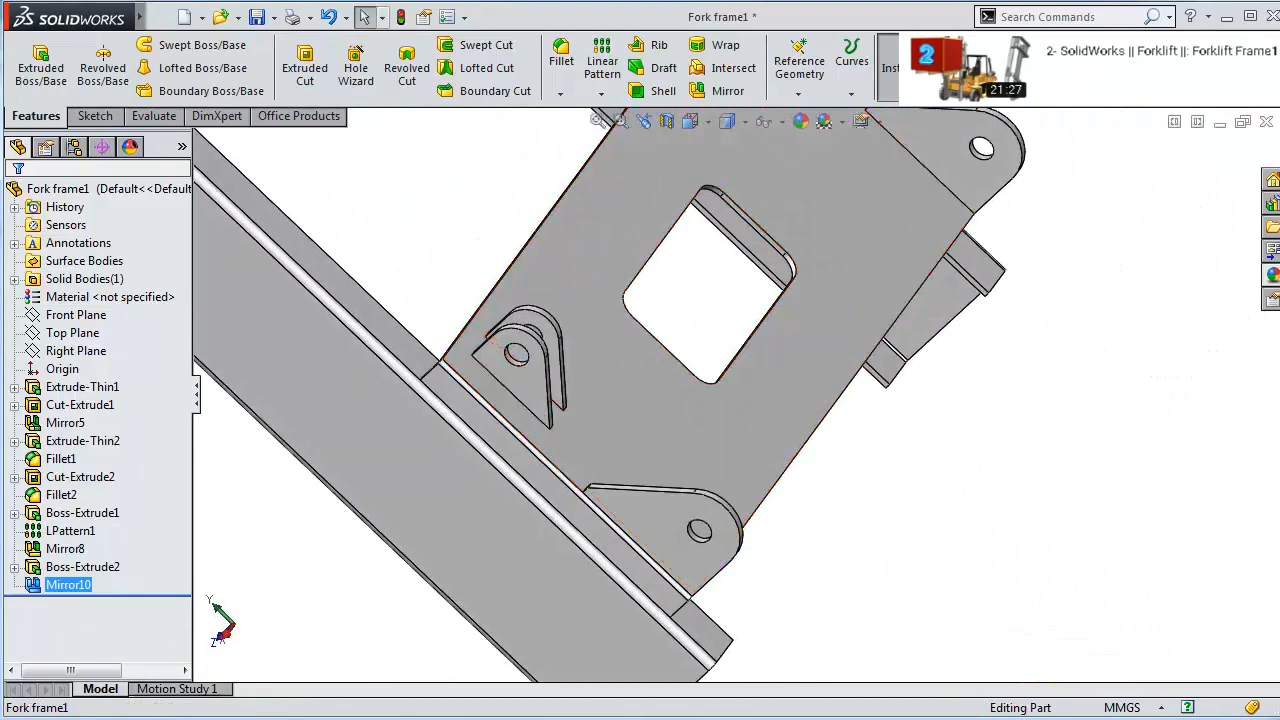 SOLIDWORKS
Fork frame1 *
Search Commands
Extruded Boss/Base
Revolved Boss/Base
Swept Boss/Base
Lofted Boss/Base
Boundary Boss/Base
Extruded Cut
Hole Wizard
Revolved Cut
Swept Cut
Lofted Cut
Boundary Cut
Fillet
Linear Pattern
Rib
Draft
Shell
Wrap
Intersect
Mirror
Reference Geometry
Curves
Inst
2
21:27
2- SolidWorks || Forklift ||: Forklift Frame1
Features
Sketch
Evaluate
DimXpert
Office Products
Fork frame1 (Default<<Default
History
Sensors
Annotations
Surface Bodies
Solid Bodies(1)
Material <not specified>
Front Plane
Top Plane
Right Plane
Origin
Extrude-Thin1
Cut-Extrude1
Mirror5
Extrude-Thin2
Fillet1
Cut-Extrude2
Fillet2
Boss-Extrude1
LPattern1
Mirror8
Boss-Extrude2
Mirror10
Y
Z
Model
Motion Study 1
Fork frame1
Editing Part
MMGS